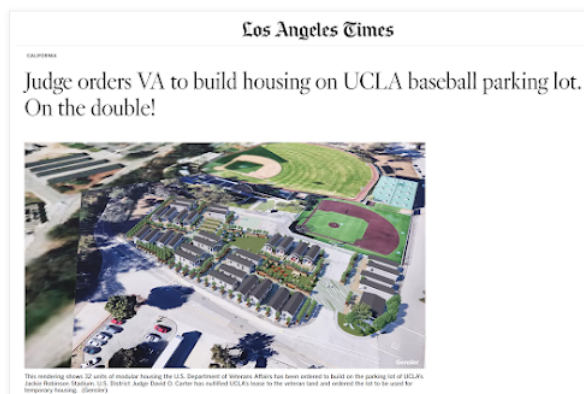 Los Angeles Times
CALIFORNIA
Judge orders VA to build housing on UCLA baseball parking lot.
On the double!
Gensler
This rendering shows 32 units of modular housing the U.S. Department of Veterans Affairs has been ordered to build on the parking lot of UCLA's
Jackie Robinson Stadium. U.S. District Judge David O. Carter has nullified UCLA's lease to the veteran land and ordered the lot to be used for
temporary housing. (Gensler)